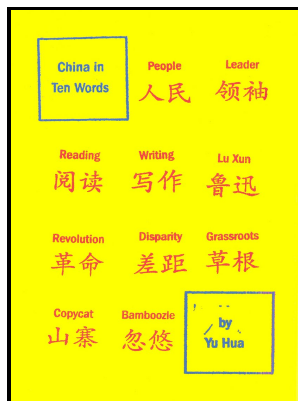 China in
Ten Words
People
人民
Leader
领袖
Reading
阅读
Writing
写作
Lu Xun
鲁迅
Revolution
革命
Disparity
差距
Grassroots
草根
Copycat
山寨
Bamboozle
忽悠
by
Yu Hua